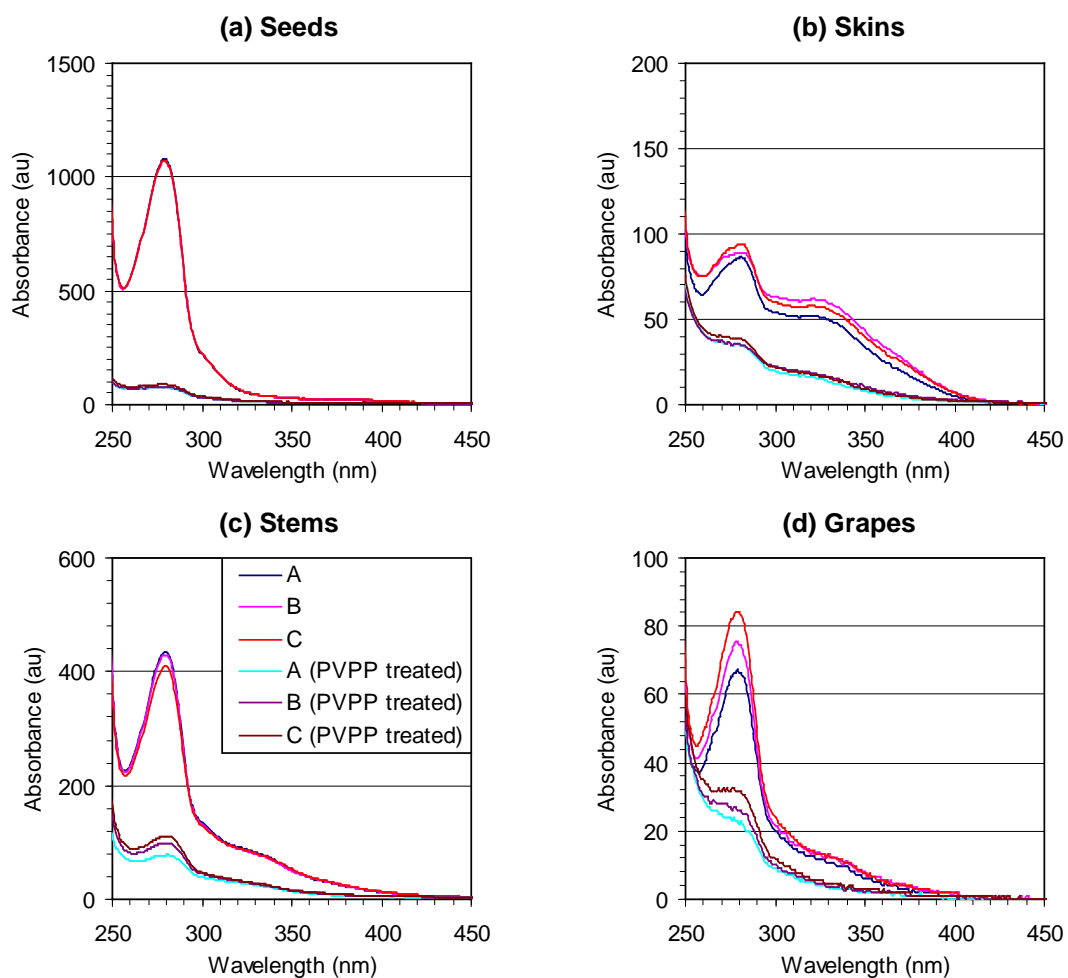 (a) Seeds
1500
1000
500
0
250 300 350 400 450
Absorbance (au)
Wavelength (nm)
(b) Skins
200
150
100
50
0
250 300 350 400 450
Absorbance (au)
Wavelength (nm)
(c) Stems
600
400
200
0
250 300 350 400 450
Absorbance (au)
Wavelength (nm)
A
B
C
A (PVPP treated)
B (PVPP treated)
C (PVPP treated)
(d) Grapes
100
80
60
40
20
0
250 300 350 400 450
Absorbance (au)
Wavelength (nm)